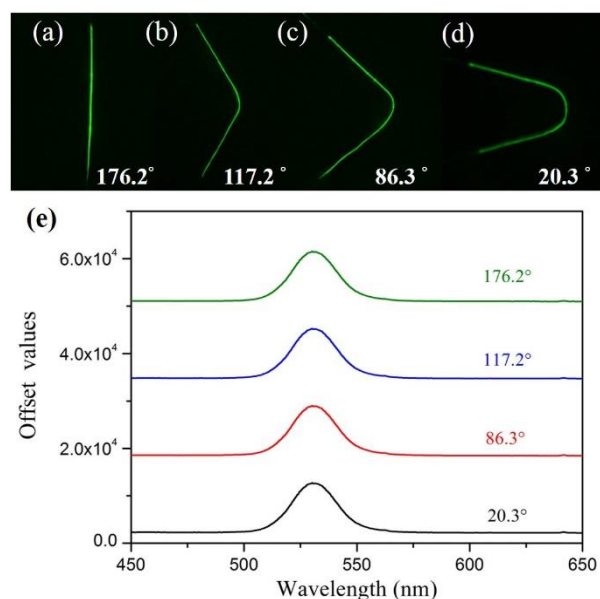 (a) (b) (c) (d)
176.2° 117.2° 86.3° 20.3°
(e)
6.0x10⁴
4.0x10⁴
2.0x10⁴
0.0
Offset values
176.2°
117.2°
86.3°
20.3°
450 500 550 600 650
Wavelength (nm)